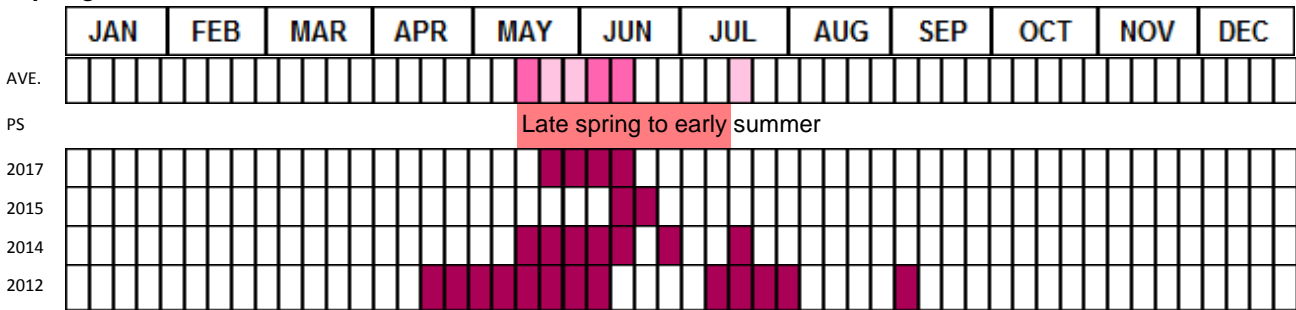 JAN FEB MAR APR MAY JUN JUL AUG SEP OCT NOV DEC
AVE.
PS Late spring to early summer
2017
2015
2014
2012